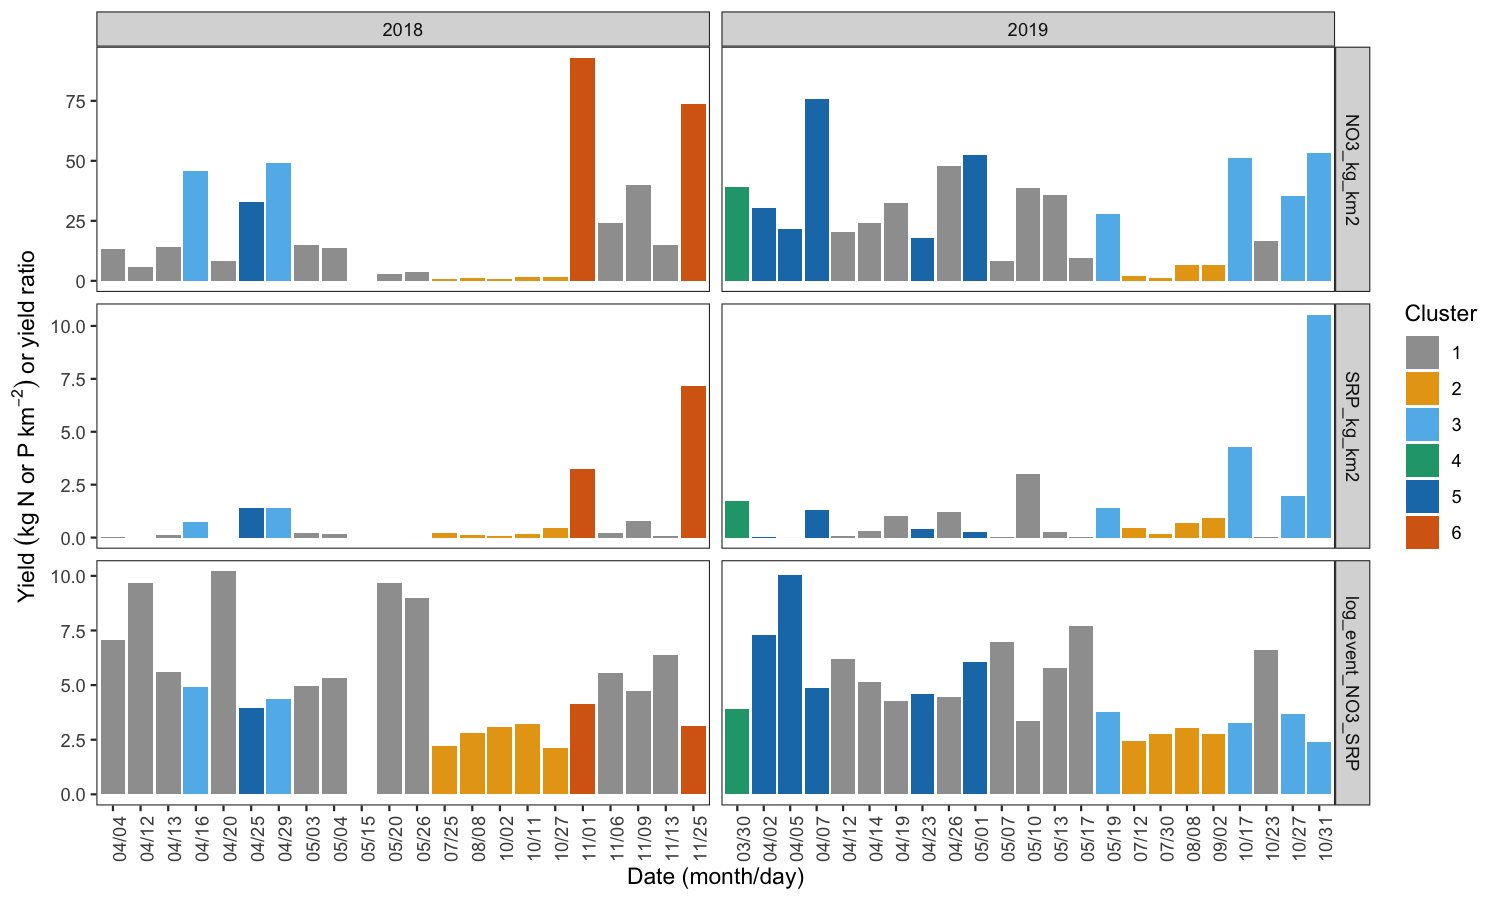 2018
2019
Yield (kg N or P km−2) or yield ratio
75
50
25
0
NO3_kg_km2
10.0
7.5
5.0
2.5
0.0
SRP_kg_km2
10.0
7.5
5.0
2.5
0.0
log_event_NO3_SRP
04/04 04/12 04/13 04/16 04/20 04/25 04/29 05/03 05/04 05/15 05/20 05/26 07/25 08/08 10/02 10/11 10/27 11/01 11/06 11/09 11/13 11/25
03/30 04/02 04/05 04/07 04/12 04/14 04/19 04/23 04/26 05/01 05/07 05/10 05/13 05/17 05/19 07/12 07/30 08/08 09/02 10/17 10/23 10/27 10/31
Date (month/day)
Cluster
1
2
3
4
5
6